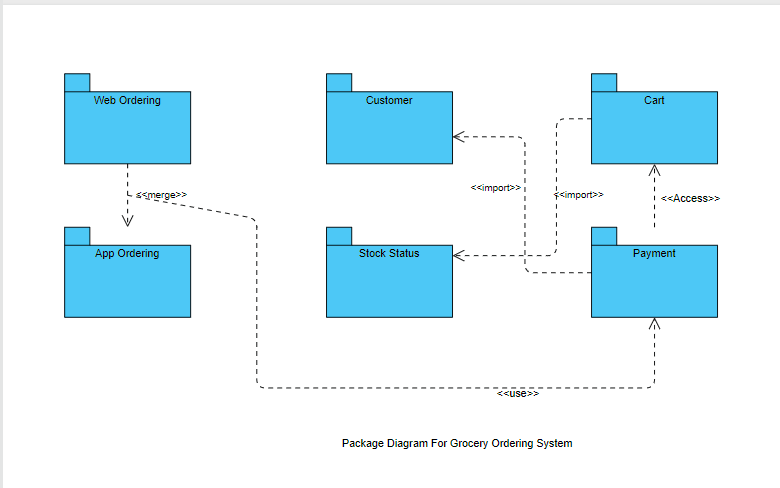 Web Ordering
Customer
Cart
<<merge>>
<<import>>
<<import>>
<<Access>>
App Ordering
Stock Status
Payment
<<use>>
Package Diagram For Grocery Ordering System